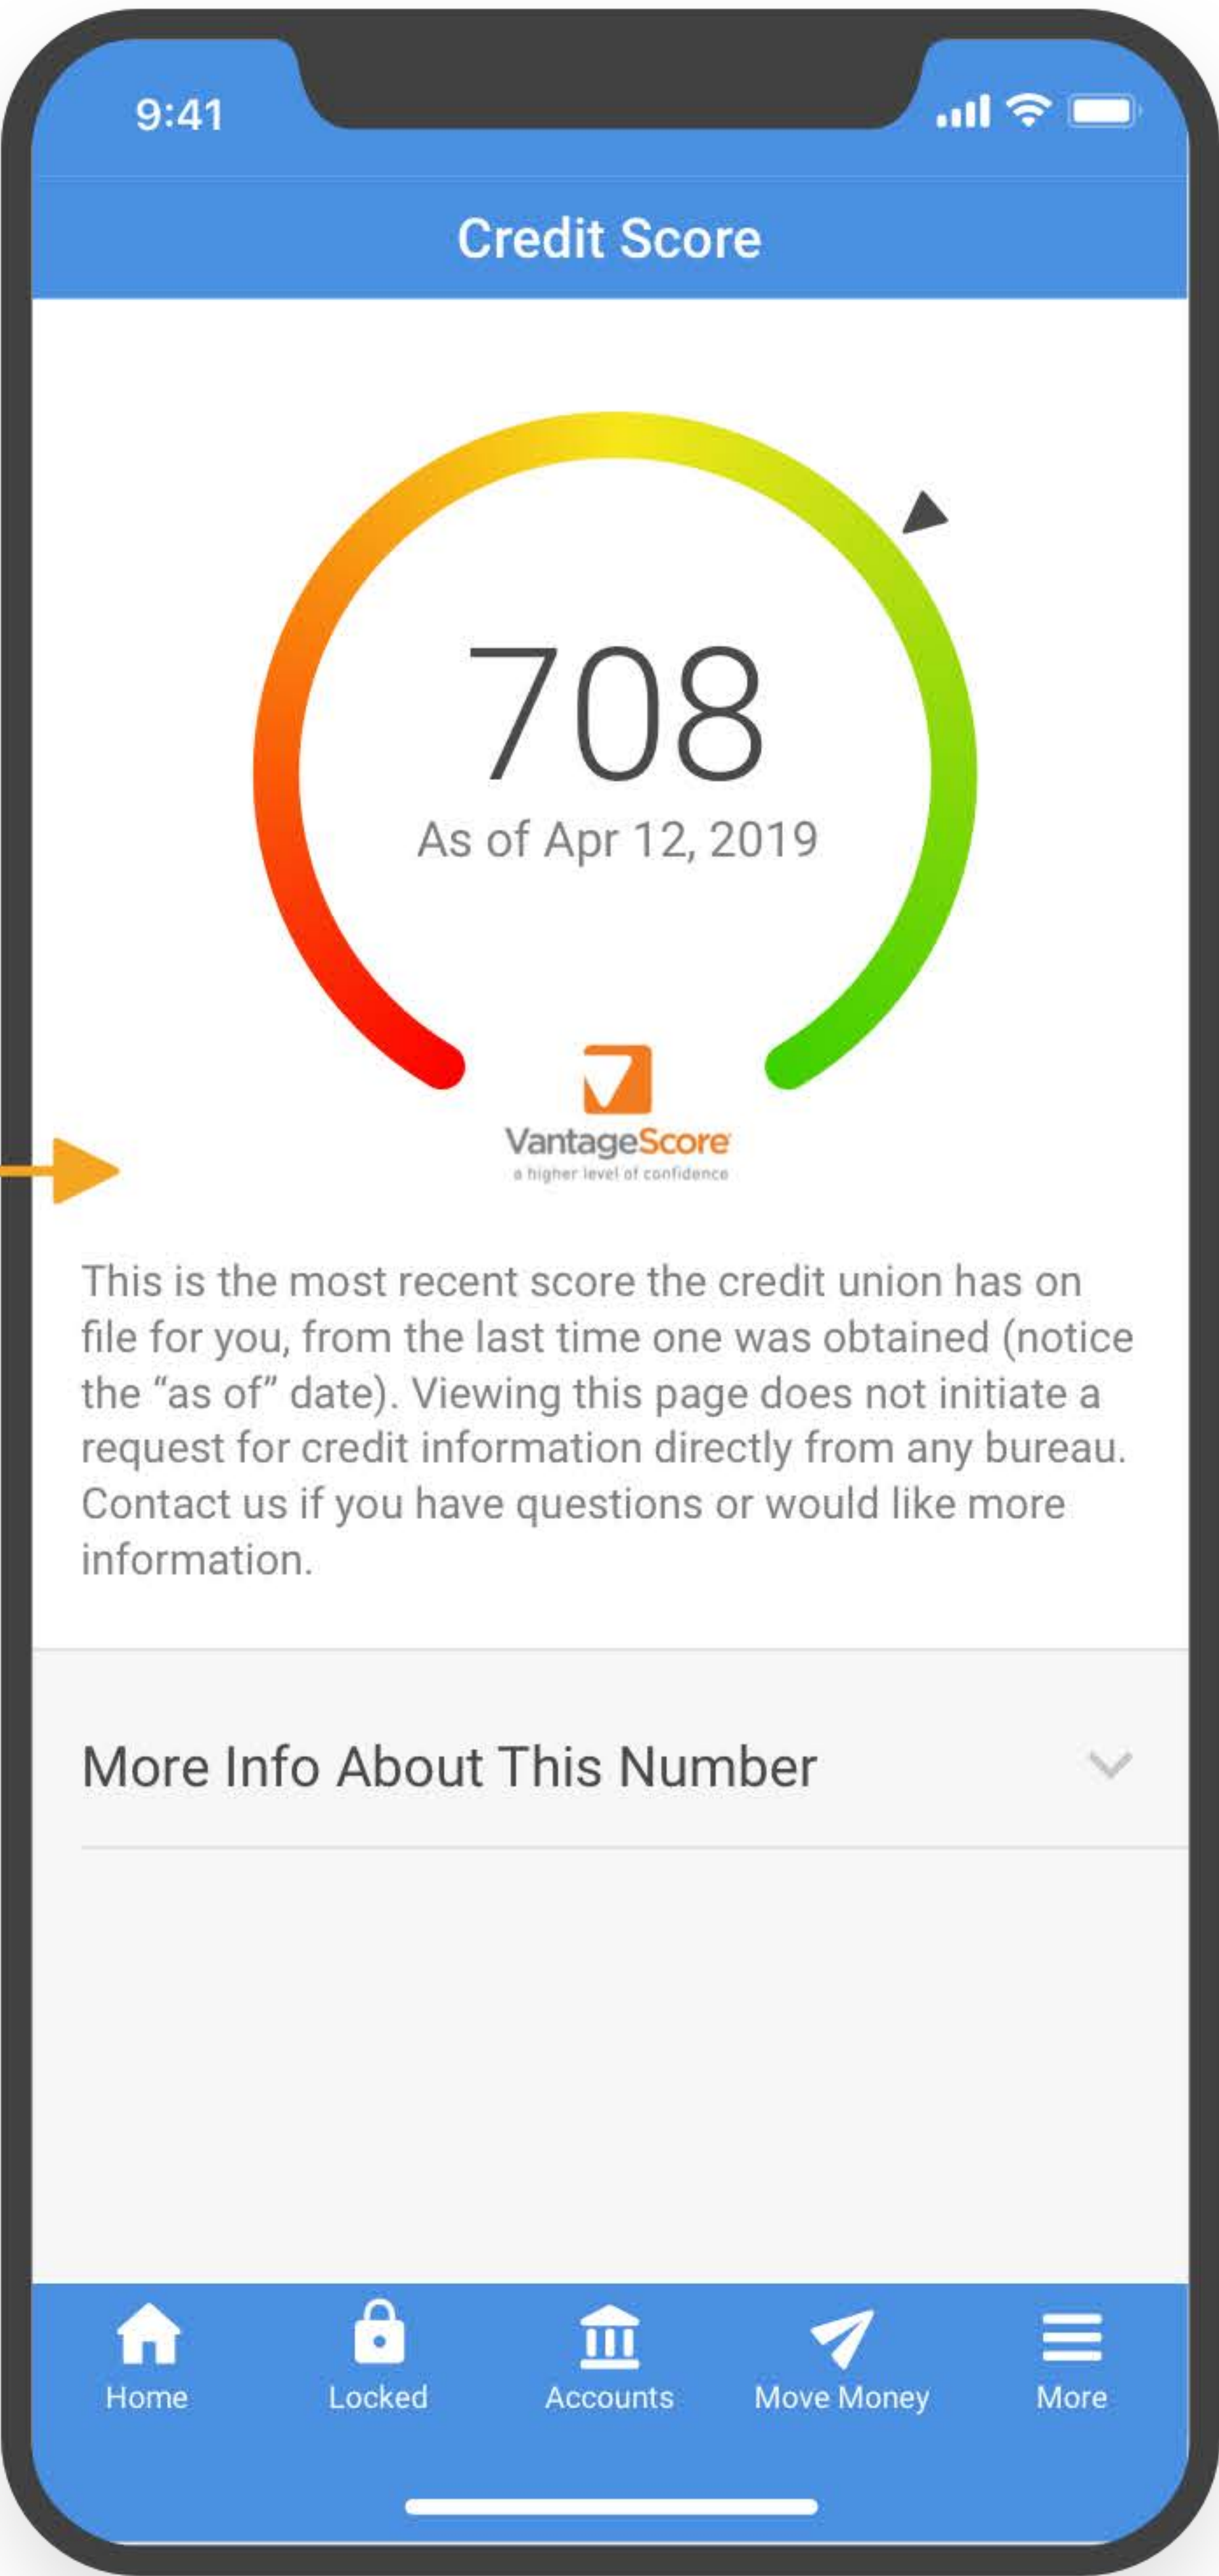 9:41
Credit Score
708
As of Apr 12, 2019
VantageScore
a higher level of confidence
This is the most recent score the credit union has on
file for you, from the last time one was obtained (notice
the “as of” date). Viewing this page does not initiate a
request for credit information directly from any bureau.
Contact us if you have questions or would like more
information.
More Info About This Number
Home Locked Accounts Move Money More